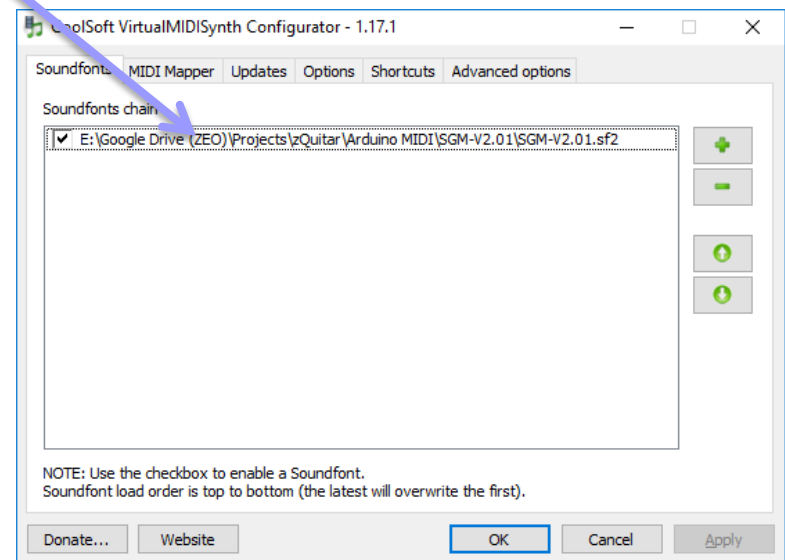 CoolSoft VirtualMIDISynth Configurator - 1.17.1
Soundfonts MIDI Mapper Updates Options Shortcuts Advanced options
Soundfonts chain
E:\Google Drive (ZEO)\Projects\zQuitar\Arduino MIDI\SGM-V2.01\SGM-V2.01.sf2
NOTE: Use the checkbox to enable a Soundfont.
Soundfont load order is top to bottom (the latest will overwrite the first).
Donate... Website OK Cancel Apply